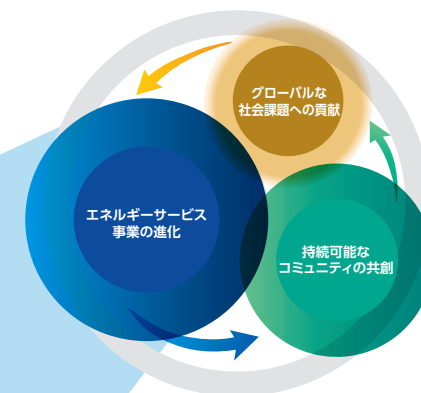 グローバルな
社会課題への貢献
エネルギーサービス
事業の進化
持続可能な
コミュニティの共創